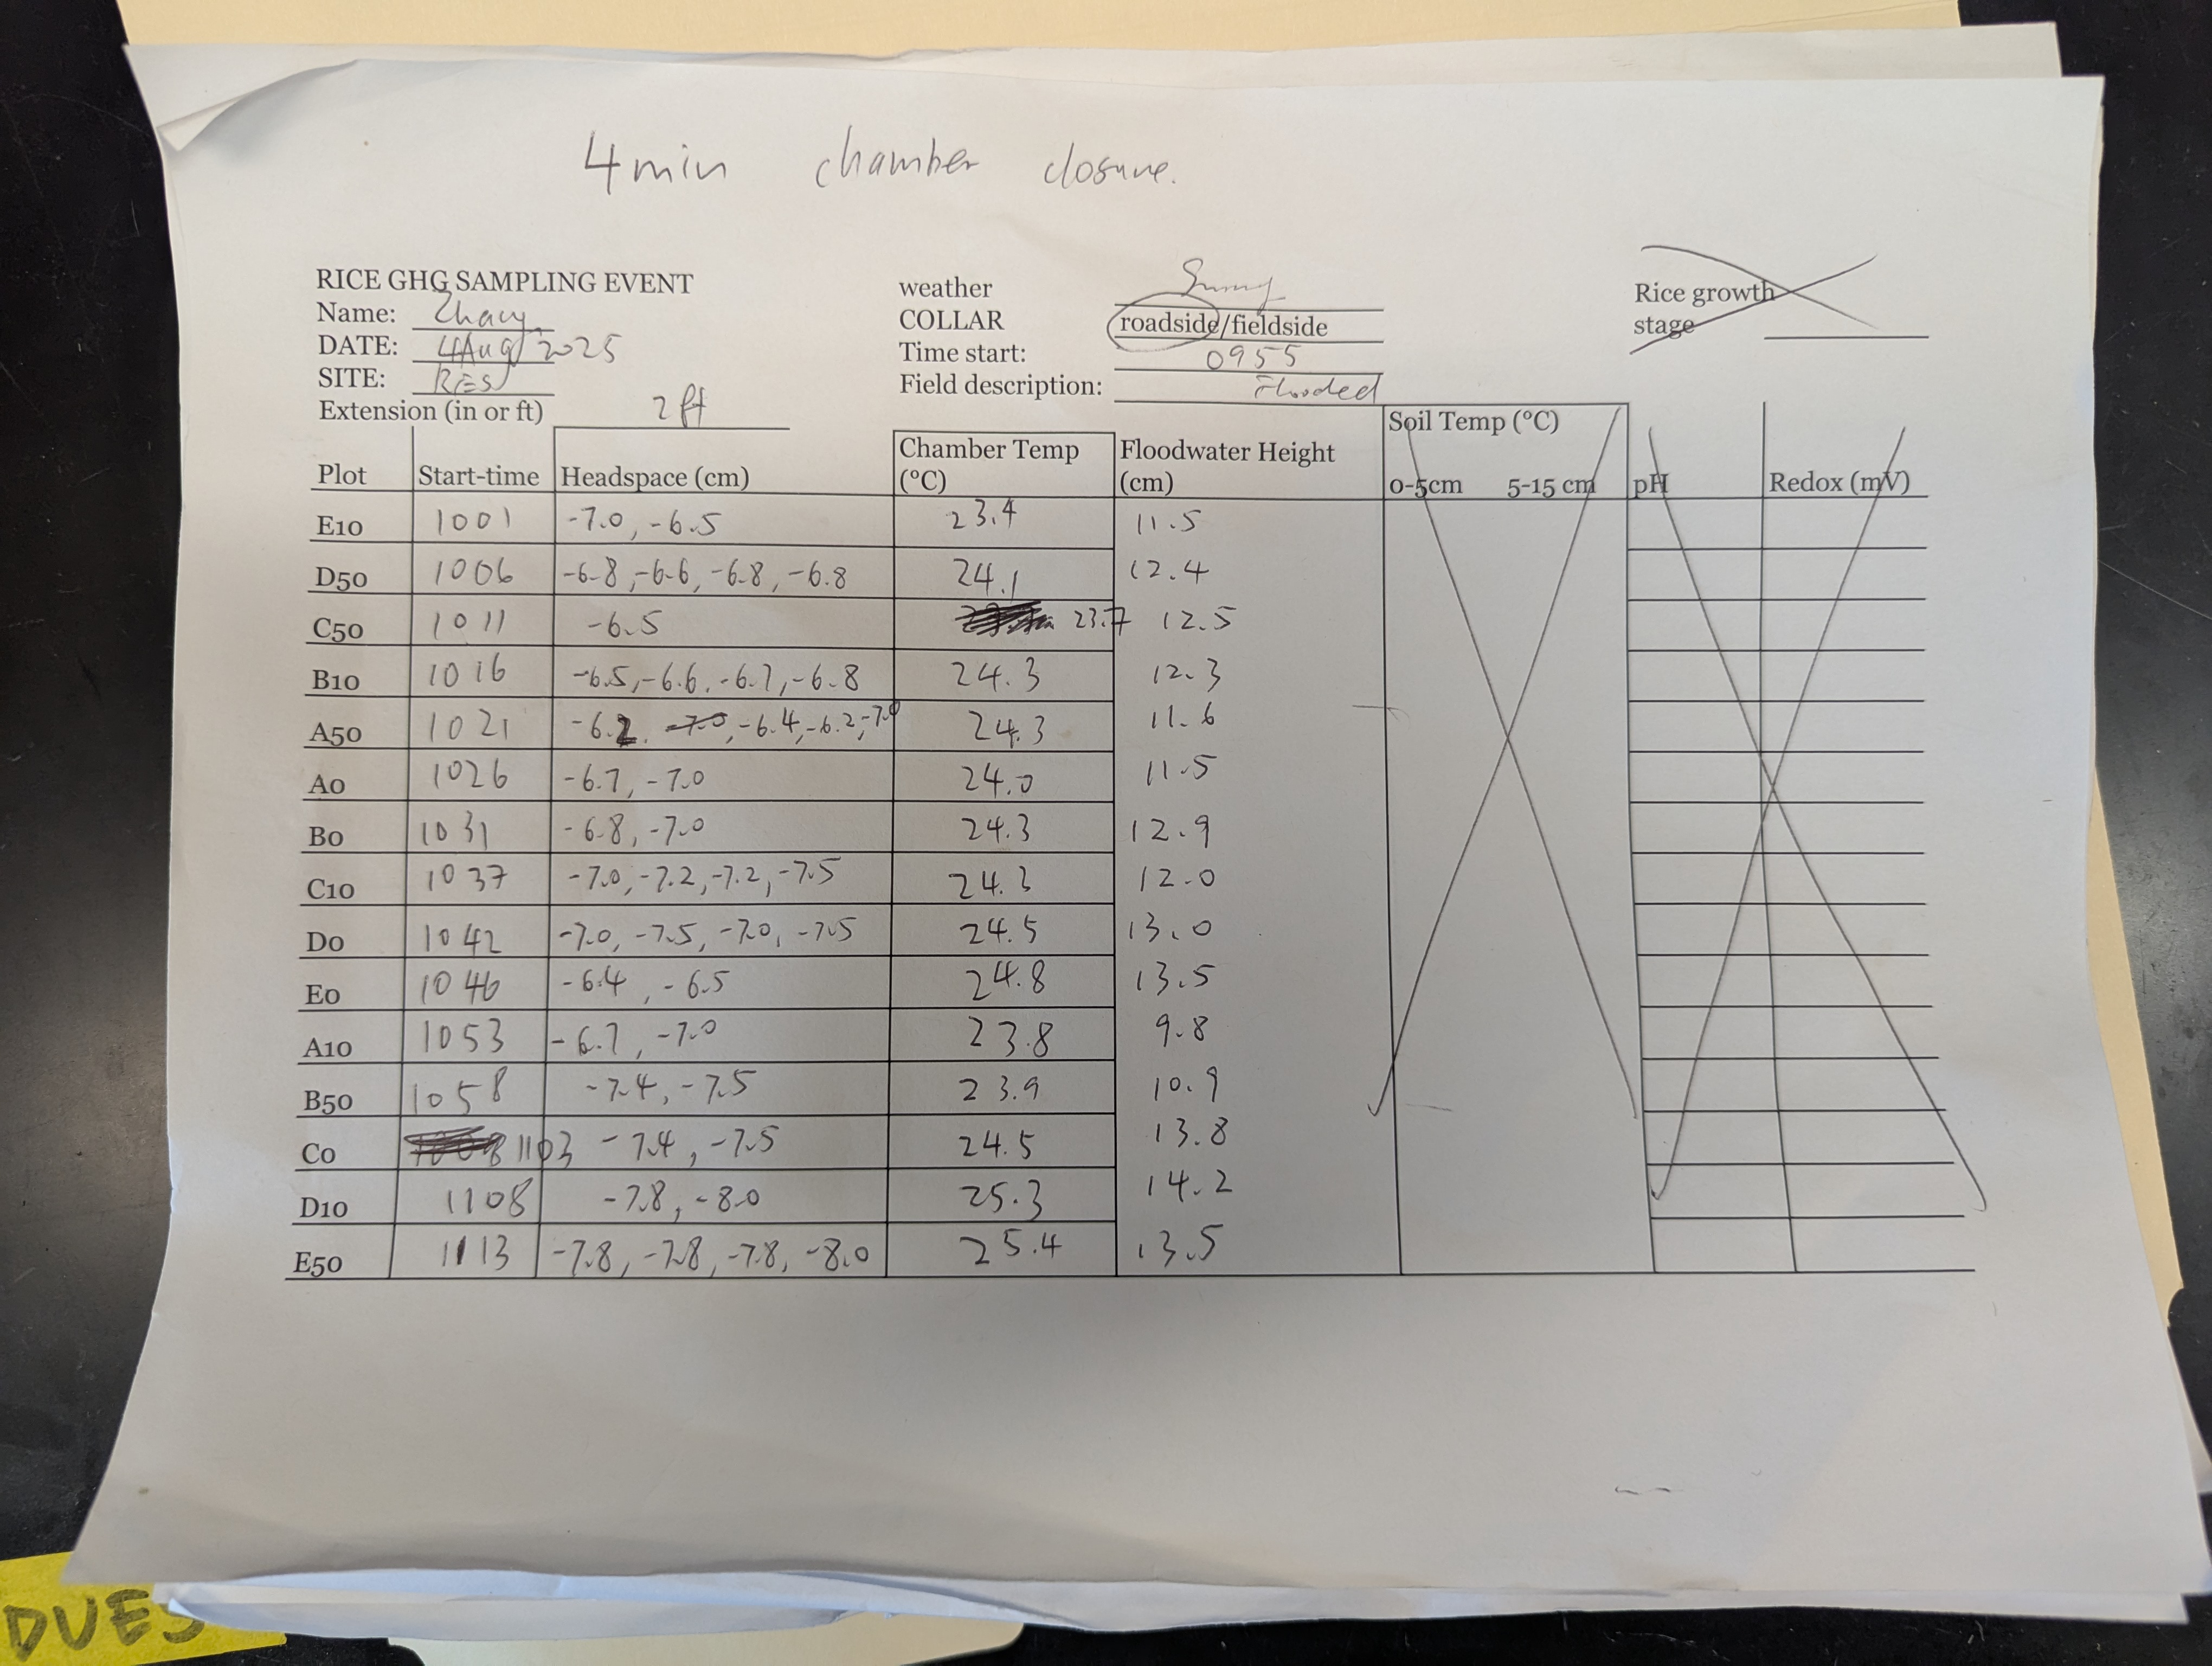 4min chamber closure.
RICE GHG SAMPLING EVENT
Name: Zhang
DATE: 4Aug 2025
SITE: RES
Extension (in or ft) 2 ft
weather Sunny
COLLAR roadside/fieldside
Time start: 0955
Field description: Flooded
Rice growth
stage
Plot Start-time Headspace (cm) Chamber Temp (°C) Floodwater Height (cm) Soil Temp (°C) 0-5cm 5-15 cm pH Redox (mV)
E10 1001 -7.0, -6.5 23.4 11.5
D50 1006 -6.8, -6.6, -6.8, -6.8 24.1 12.4
C50 1011 -6.5 23.7 12.5
B10 1016 -6.5, -6.6, -6.7, -6.8 24.3 12.3
A50 1021 -6.2, -7.0, -6.4, -6.2, -7.0 24.3 11.6
A0 1026 -6.7, -7.0 24.0 11.5
B0 1031 -6.8, -7.0 24.3 12.9
C10 1037 -7.0, -7.2, -7.2, -7.5 24.3 12.0
D0 1042 -7.0, -7.5, -7.0, -7.5 24.5 13.0
E0 1046 -6.4, -6.5 24.8 13.5
A10 1053 -6.7, -7.0 23.8 9.8
B50 1058 -7.4, -7.5 23.9 10.9
C0 1103 -7.4, -7.5 24.5 13.8
D10 1108 -7.8, -8.0 25.3 14.2
E50 1113 -7.8, -7.8, -7.8, -8.0 25.4 13.5
DUES